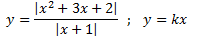 y = |x² + 3x + 2| / |x + 1| ; y = kx